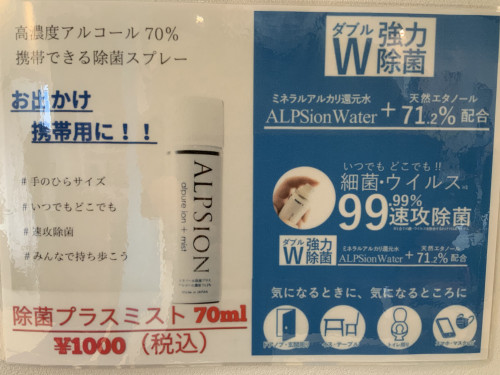 高濃度アルコール70%
携帯できる除菌スプレー
お出かけ
携帯用に！！
#手のひらサイズ
#いつでもどこでも
#速攻除菌
#みんなで持ち歩こう
ALPSION
alpure ion + mist
除菌プラスミスト 70ml
¥1000（税込）
ダブル
W強力
除菌
ミネラルアルカリ還元水
ALPSionWater
+
天然エタノール
71.2%配合
いつでも どこでも!!
細菌・ウイルス
99.99%
速攻除菌
ダブル
W強力
除菌
ミネラルアルカリ還元水
ALPSionWater
+
天然エタノール
71.2%配合
気になるときに、気になるところに